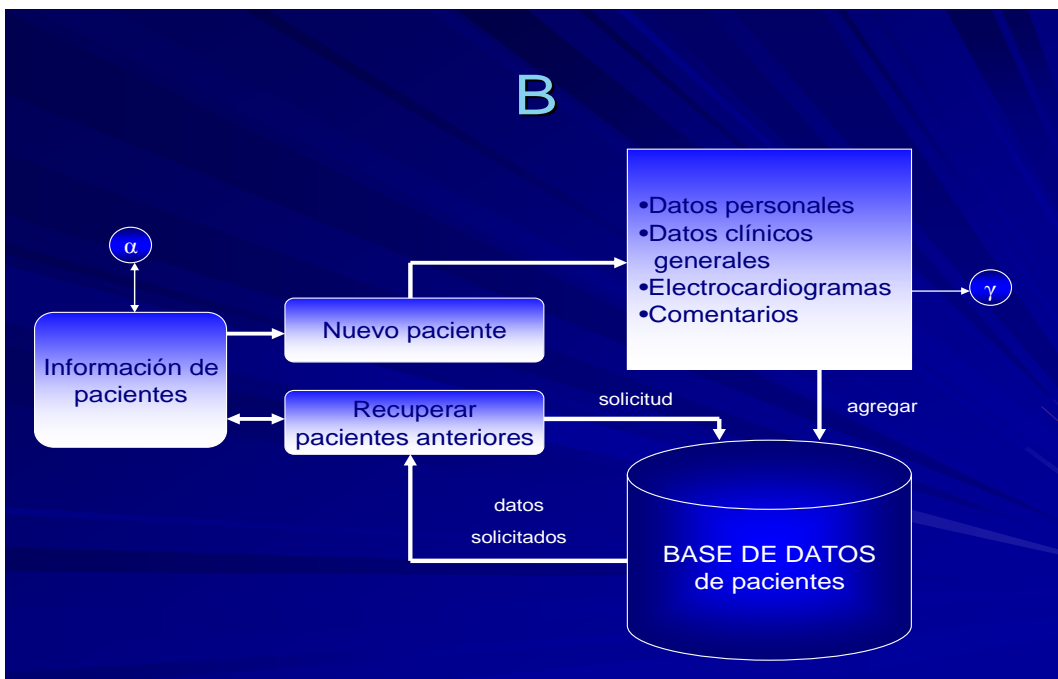 B
•Datos personales
•Datos clínicos
generales
•Electrocardiogramas
•Comentarios
α
γ
Nuevo paciente
Información de
pacientes
Recuperar
pacientes anteriores
solicitud
agregar
datos
solicitados
BASE DE DATOS
de pacientes